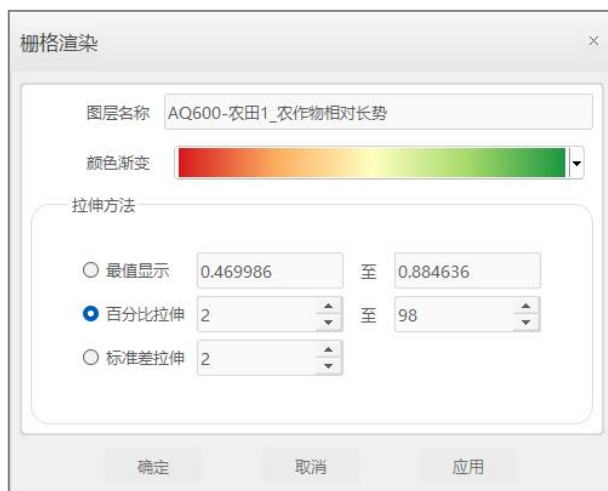 栅格渲染 ×
图层名称 AQ600-农田1_农作物相对长势
颜色渐变
拉伸方法
最值显示 0.469986 至 0.884636
百分比拉伸 2 至 98
标准差拉伸 2
确定 取消 应用